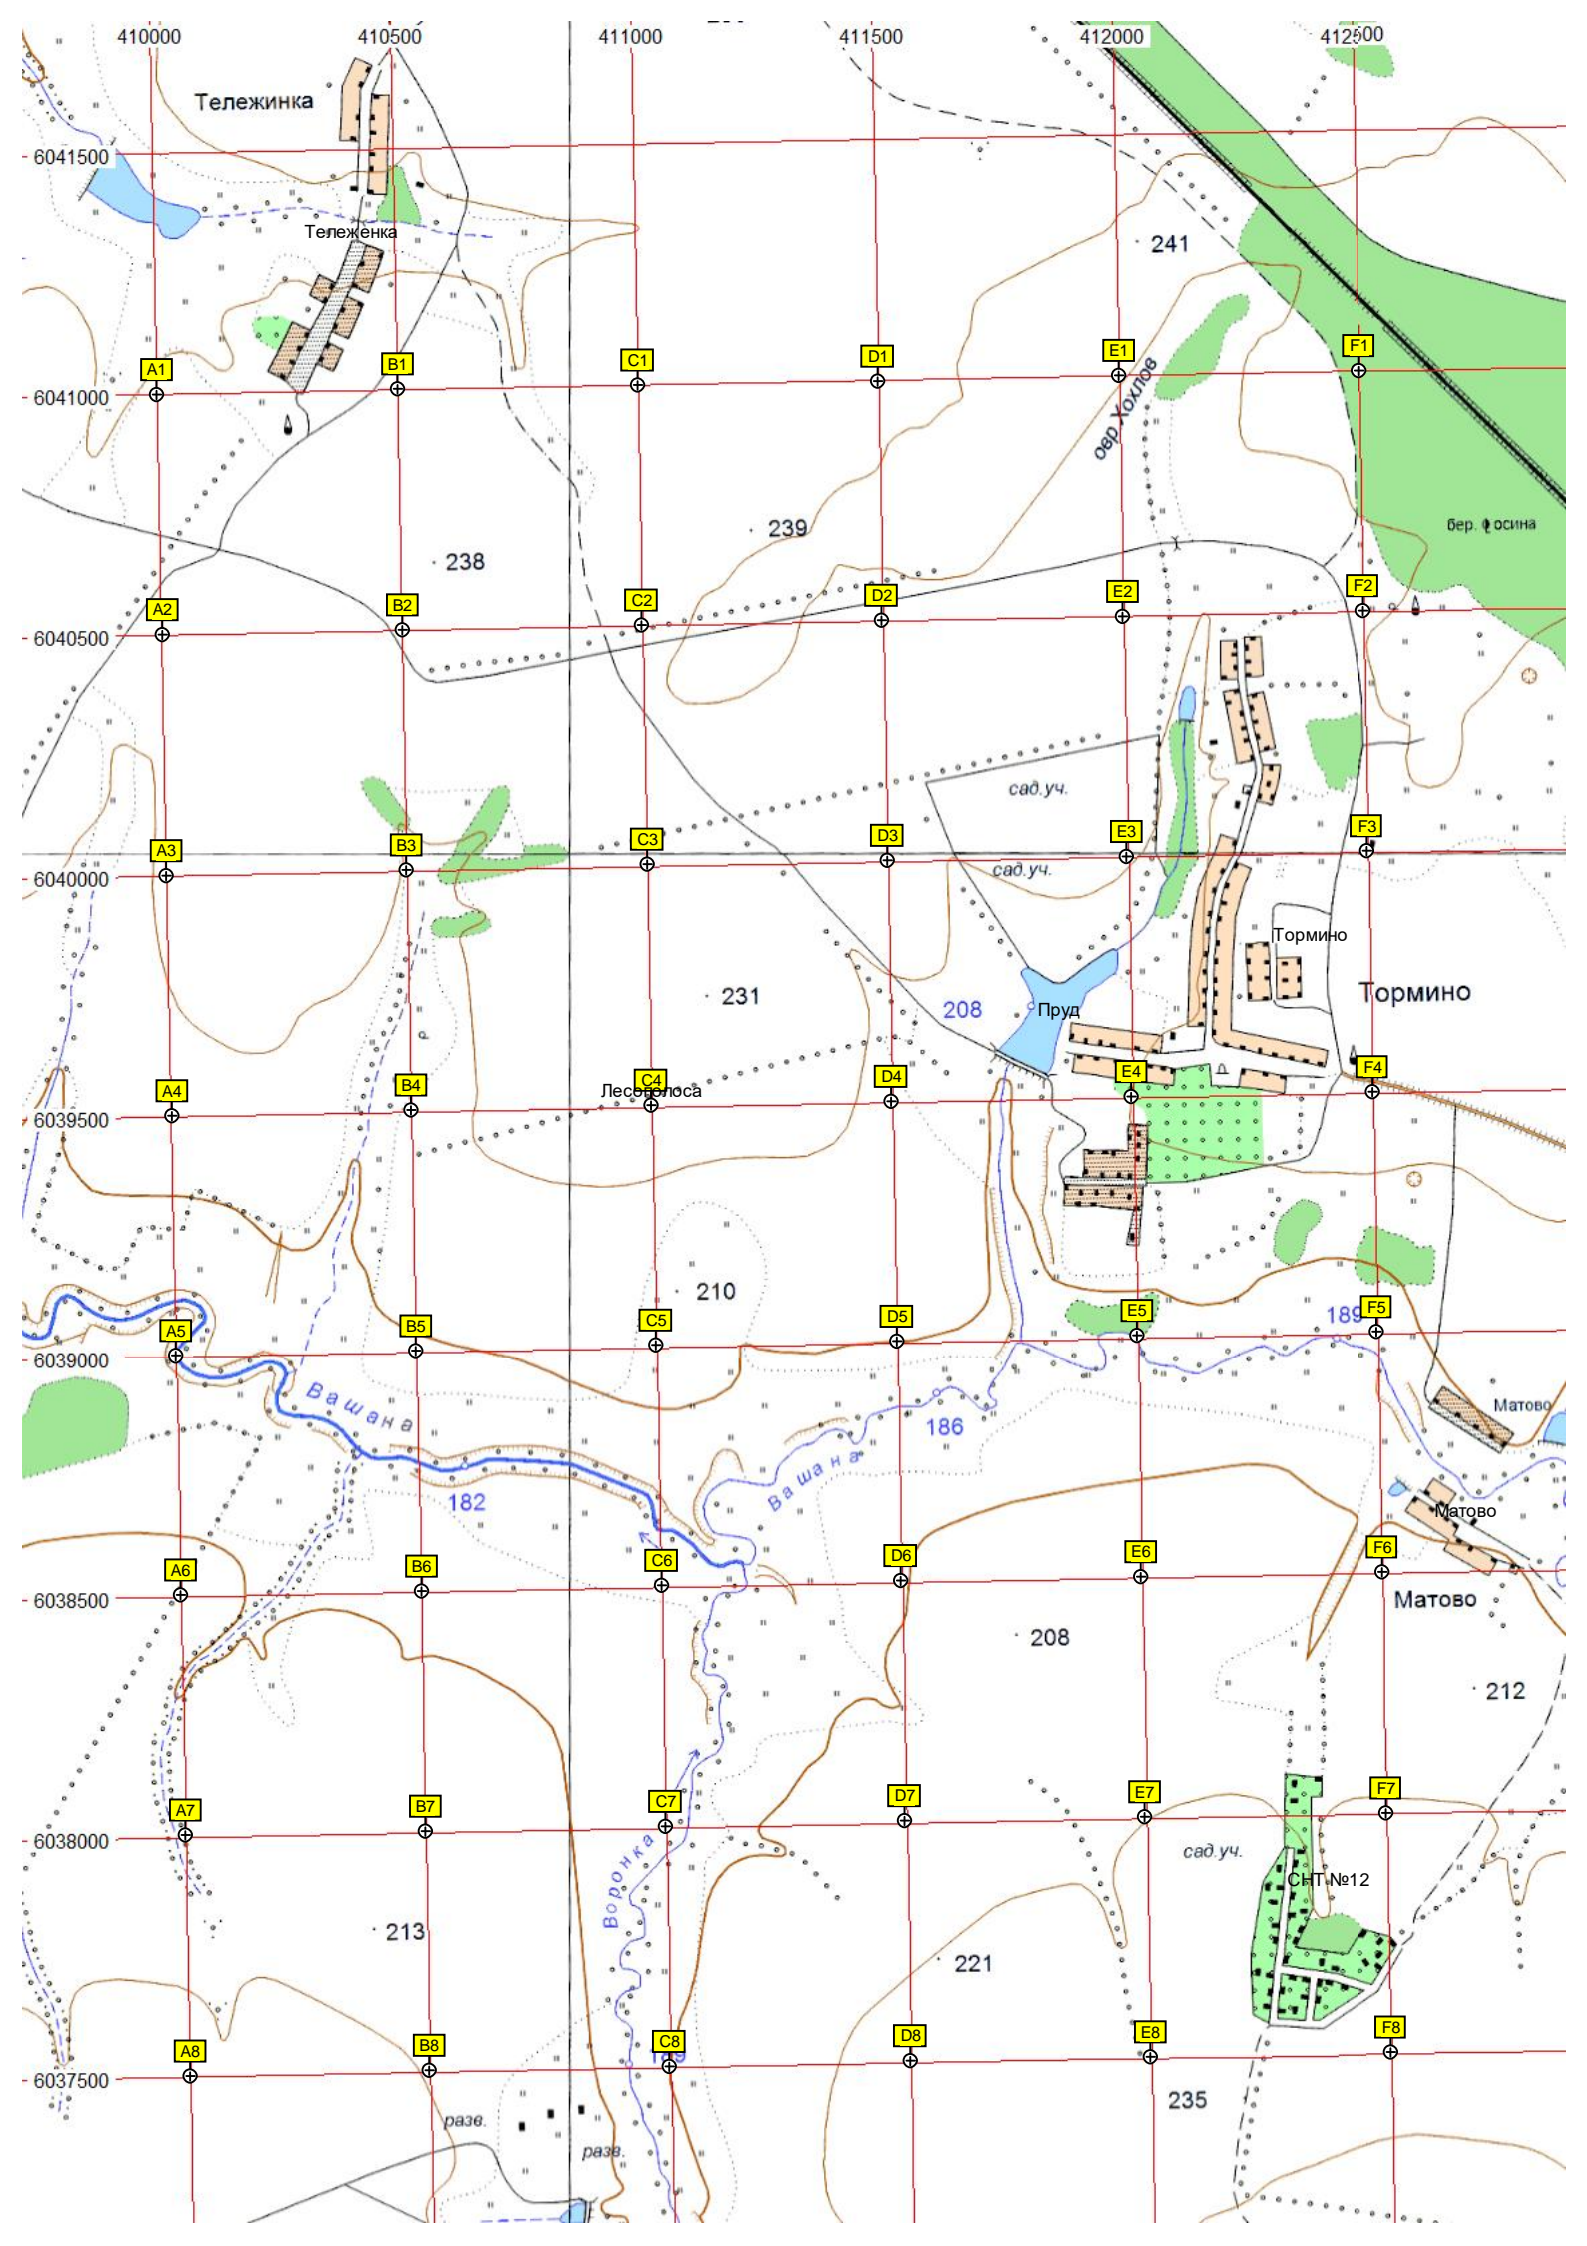 410000 410500 411000 411500 412000 412500
Тележинка
6041500
Тележенка
241
A1 B1 C1 D1 E1 F1
6041000
овр. Хохлов
239
бер. Фосина
238
A2 B2 C2 D2 E2 F2
6040500
сад.уч.
A3 B3 C3 D3 E3 F3
6040000
сад.уч.
Тормино
231
208
Пруд
Тормино
A4 B4 C4 D4 E4 F4
Лесополоса
6039500
210
189
A5 B5 C5 D5 E5 F5
6039000
Вашана
Матово
186
Вашана
182
Матово
A6 B6 C6 D6 E6 F6
6038500
Матово
208
212
A7 B7 C7 D7 E7 F7
6038000
Воронка
сад.уч.
СНТ №12
213
221
A8 B8 C8 D8 E8 F8
6037500
235
разв.
разв.